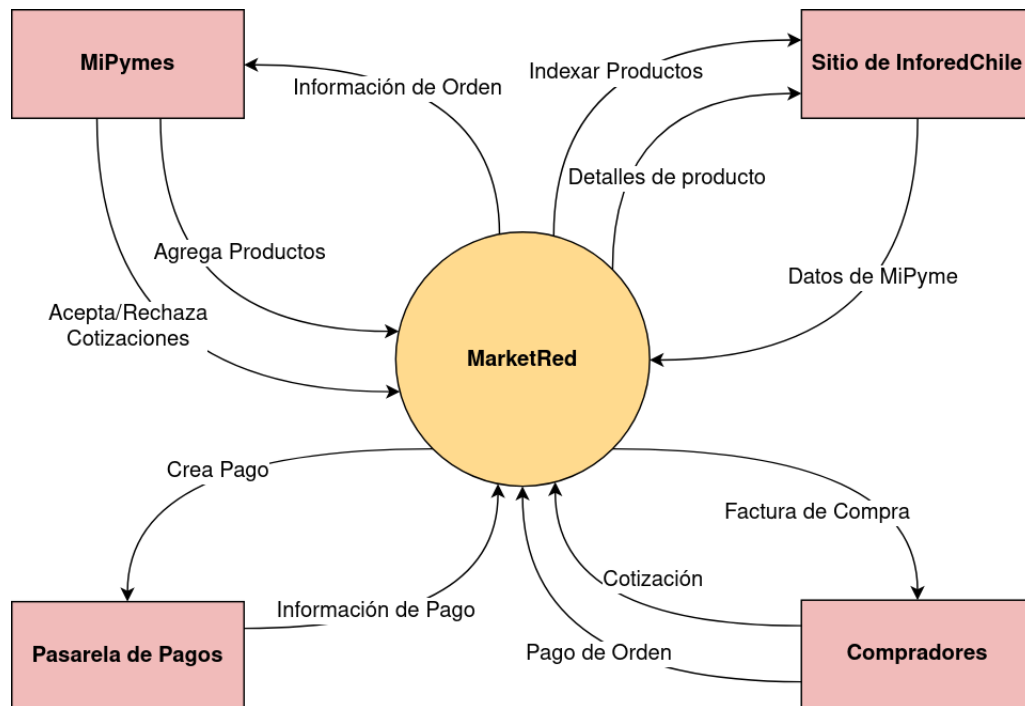 MiPymes
Sitio de InforedChile
Información de Orden
Indexar Productos
Detalles de producto
Agrega Productos
Datos de MiPyme
Acepta/Rechaza
Cotizaciones
MarketRed
Crea Pago
Factura de Compra
Cotización
Información de Pago
Pago de Orden
Pasarela de Pagos
Compradores